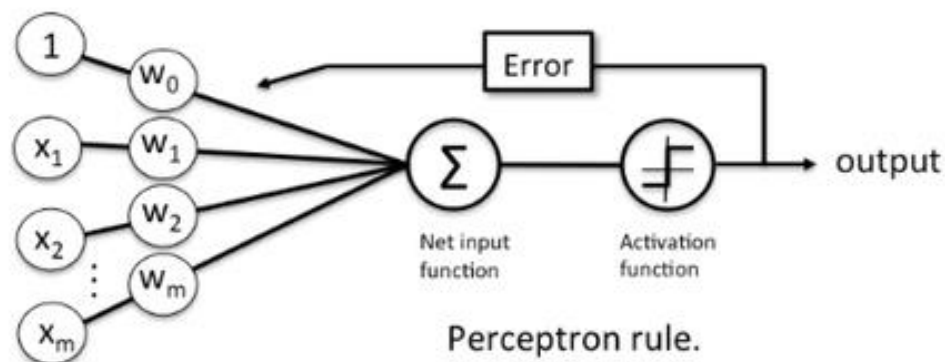 1
w₀
Error
x₁
w₁
Σ
output
x₂
w₂
Net input
function
Activation
function
⋮
xₘ
wₘ
Perceptron rule.